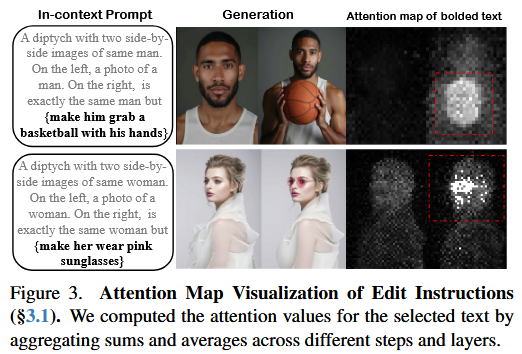 In-context Prompt
Generation
Attention map of bolded text
A diptych with two side-by-
side images of same man.
On the left, a photo of a
man. On the right, is
exactly the same man but
{make him grab a
basketball with his hands}
A diptych with two side-by-
side images of same woman.
On the left, a photo of a
woman. On the right, is
exactly the same woman but
{make her wear pink
sunglasses}
Figure 3. Attention Map Visualization of Edit Instructions
(§3.1). We computed the attention values for the selected text by
aggregating sums and averages across different steps and layers.